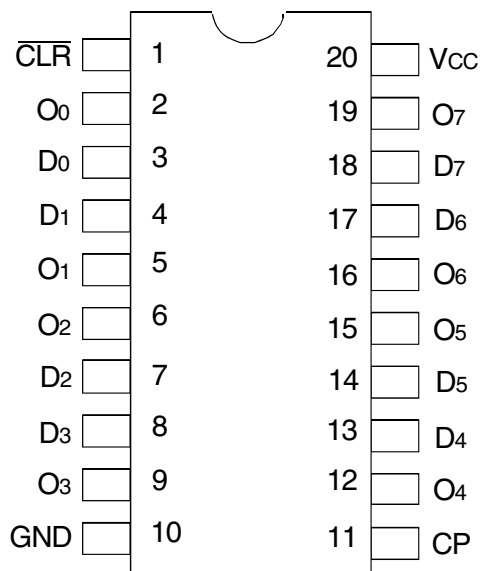 C̅L̅R̅ 1 20 VCC
O0 2 19 O7
D0 3 18 D7
D1 4 17 D6
O1 5 16 O6
O2 6 15 O5
D2 7 14 D5
D3 8 13 D4
O3 9 12 O4
GND 10 11 CP